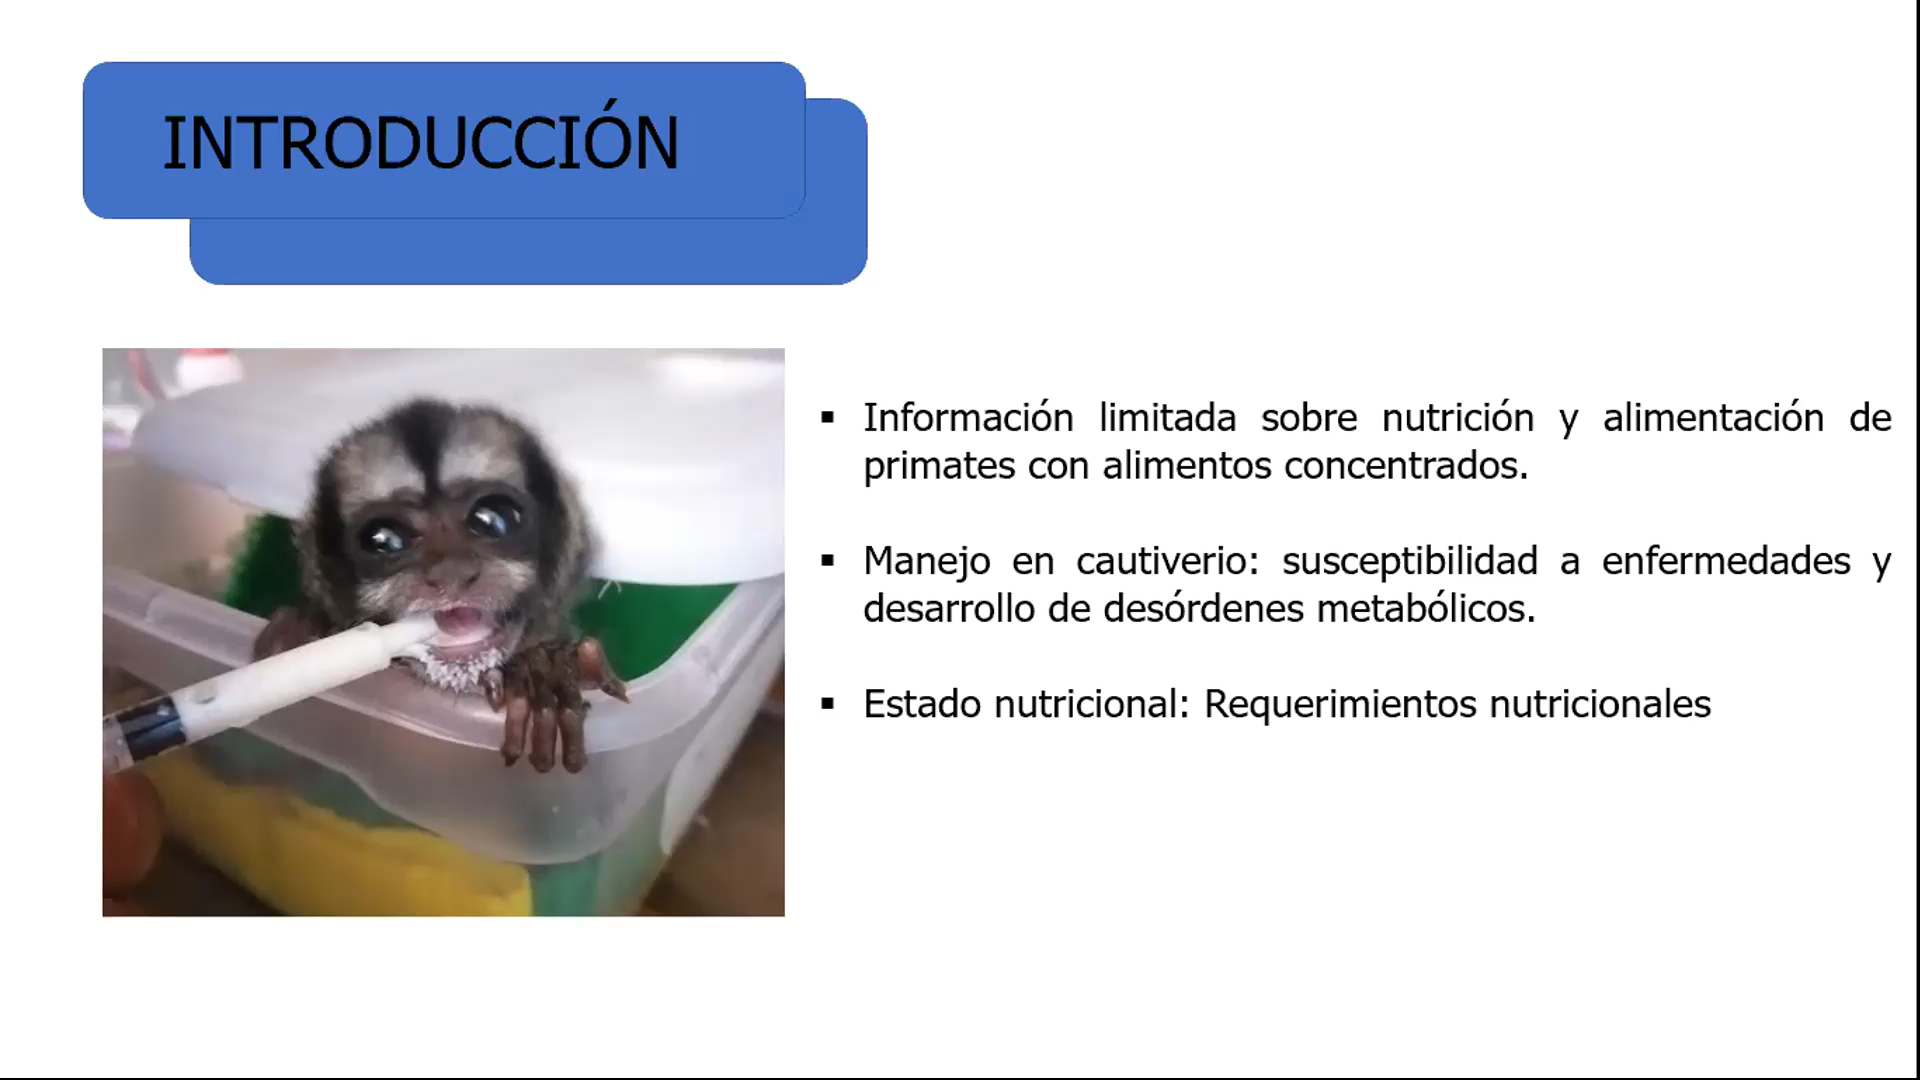 INTRODUCCIÓN
▪ Información limitada sobre nutrición y alimentación de
primates con alimentos concentrados.
▪ Manejo en cautiverio: susceptibilidad a enfermedades y
desarrollo de desórdenes metabólicos.
▪ Estado nutricional: Requerimientos nutricionales